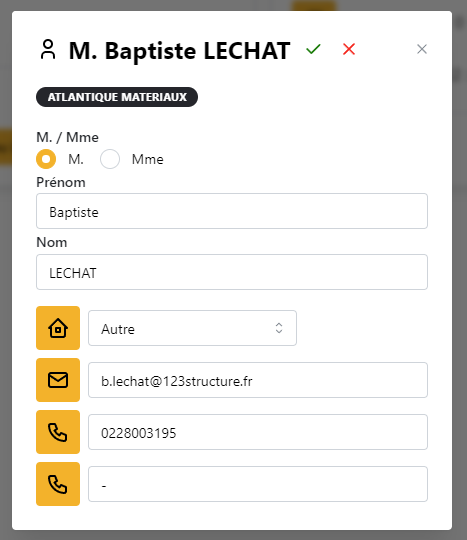 M. Baptiste LECHAT
ATLANTIQUE MATERIAUX
M. / Mme
M. Mme
Prénom
Baptiste
Nom
LECHAT
Autre
b.lechat@123structure.fr
0228003195
-